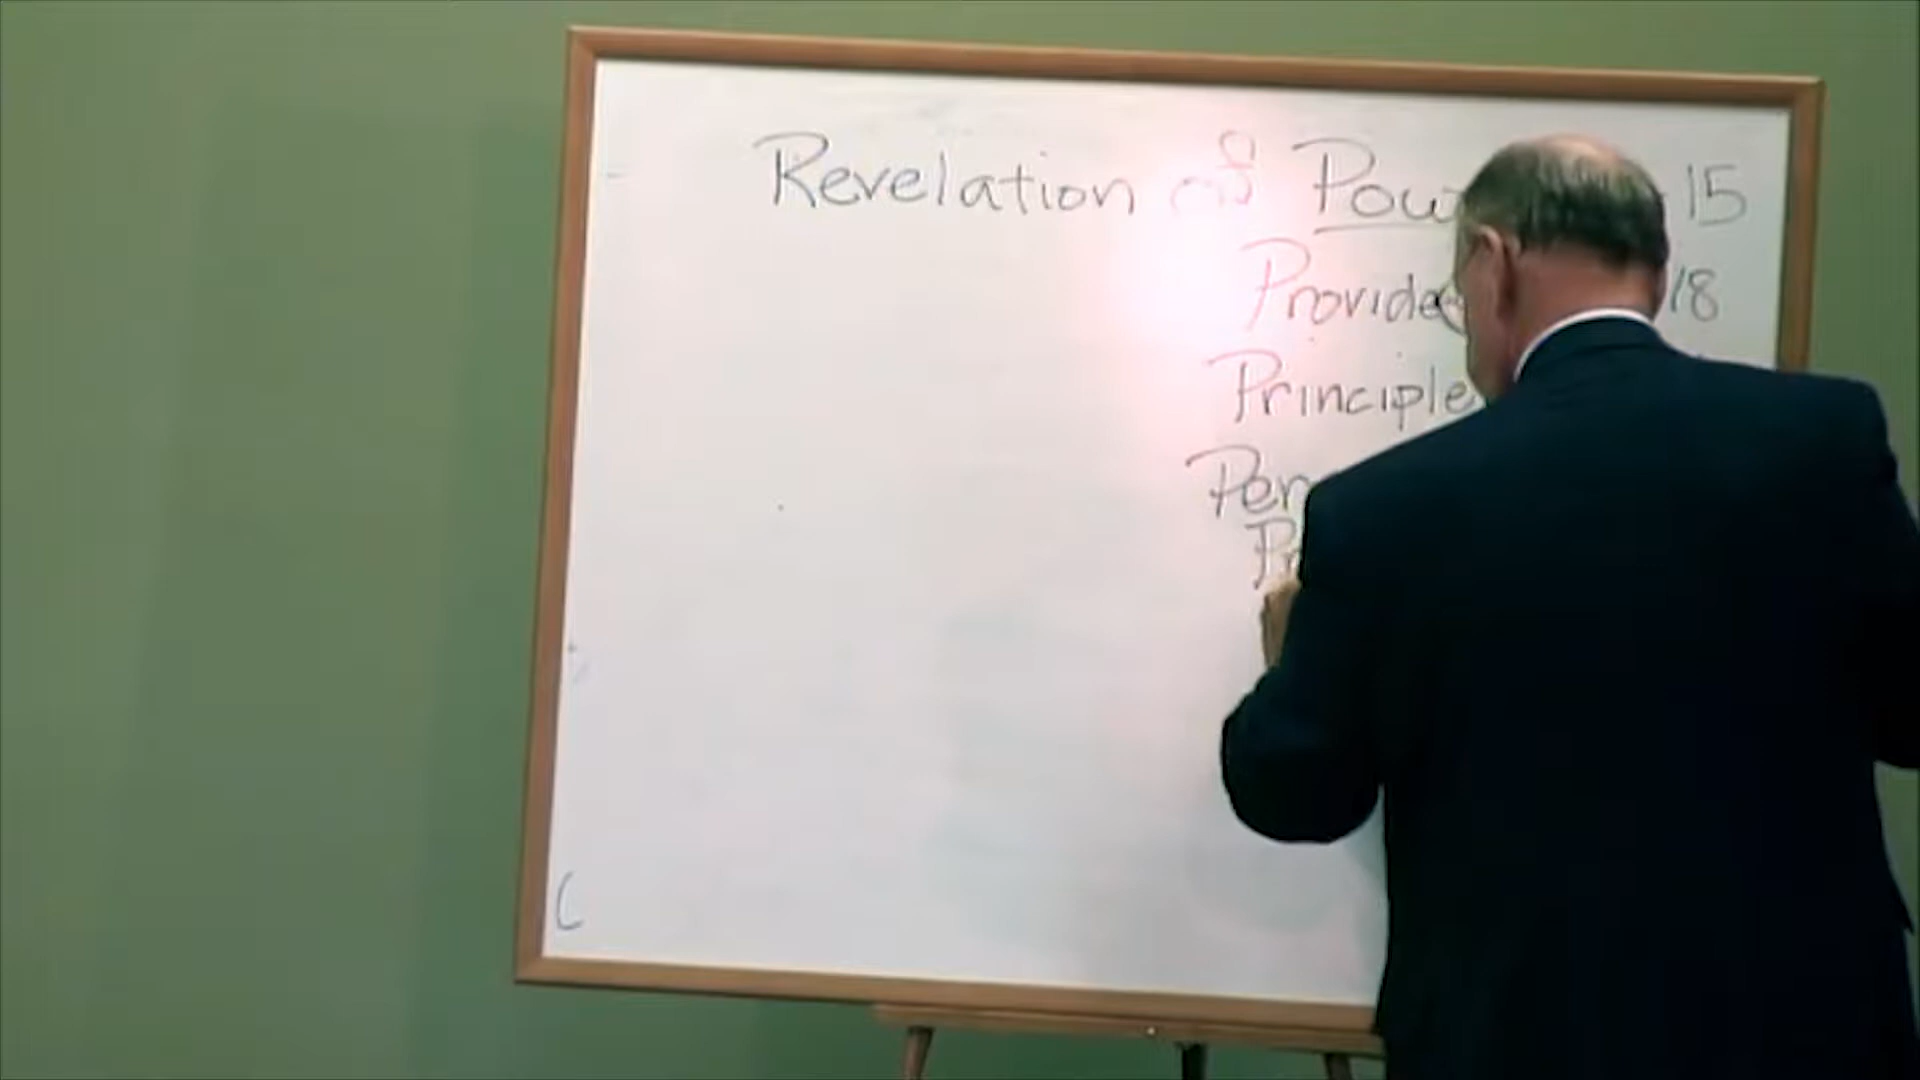 Revelation of Pow 15
Provide 18
Principle
Per
Pr